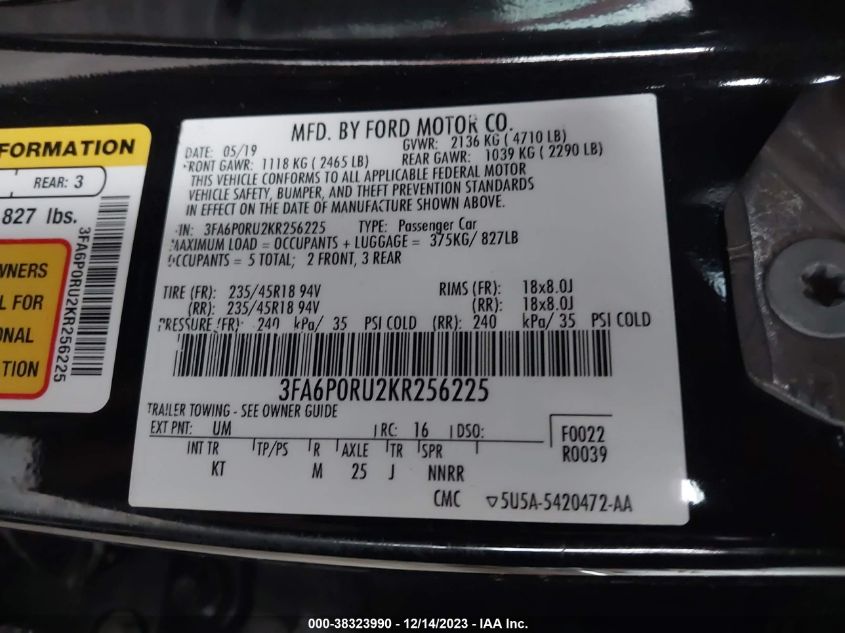 FORMATION
REAR: 3
827 lbs.
3FA6P0RU2KR256225
WNERS
L FOR
ONAL
TION
MFD. BY FORD MOTOR CO.
DATE: 05/19 GVWR: 2136 KG ( 4710 LB)
RONT GAWR: 1118 KG ( 2465 LB) REAR GAWR: 1039 KG ( 2290 LB)
THIS VEHICLE CONFORMS TO ALL APPLICABLE FEDERAL MOTOR
VEHICLE SAFETY, BUMPER, AND THEFT PREVENTION STANDARDS
IN EFFECT ON THE DATE OF MANUFACTURE SHOWN ABOVE.
IN: 3FA6P0RU2KR256225 TYPE: Passenger Car
MAXIMUM LOAD = OCCUPANTS + LUGGAGE = 375KG/ 827LB
OCCUPANTS = 5 TOTAL; 2 FRONT, 3 REAR
TIRE (FR): 235/45R18 94V RIMS (FR): 18x8.0J
(RR): 235/45R18 94V (RR): 18x8.0J
PRESSURE (FR): 240 kPa/ 35 PSI COLD (RR): 240 kPa/ 35 PSI COLD
3FA6P0RU2KR256225
TRAILER TOWING - SEE OWNER GUIDE
EXT PNT: UM RC: 16 DSO: F0022
R0039
INT TR TP/PS R AXLE TR SPR
KT M 25 J NNRR
CMC ▽5U5A-5420472-AA
000-38323990 - 12/14/2023 - IAA Inc.